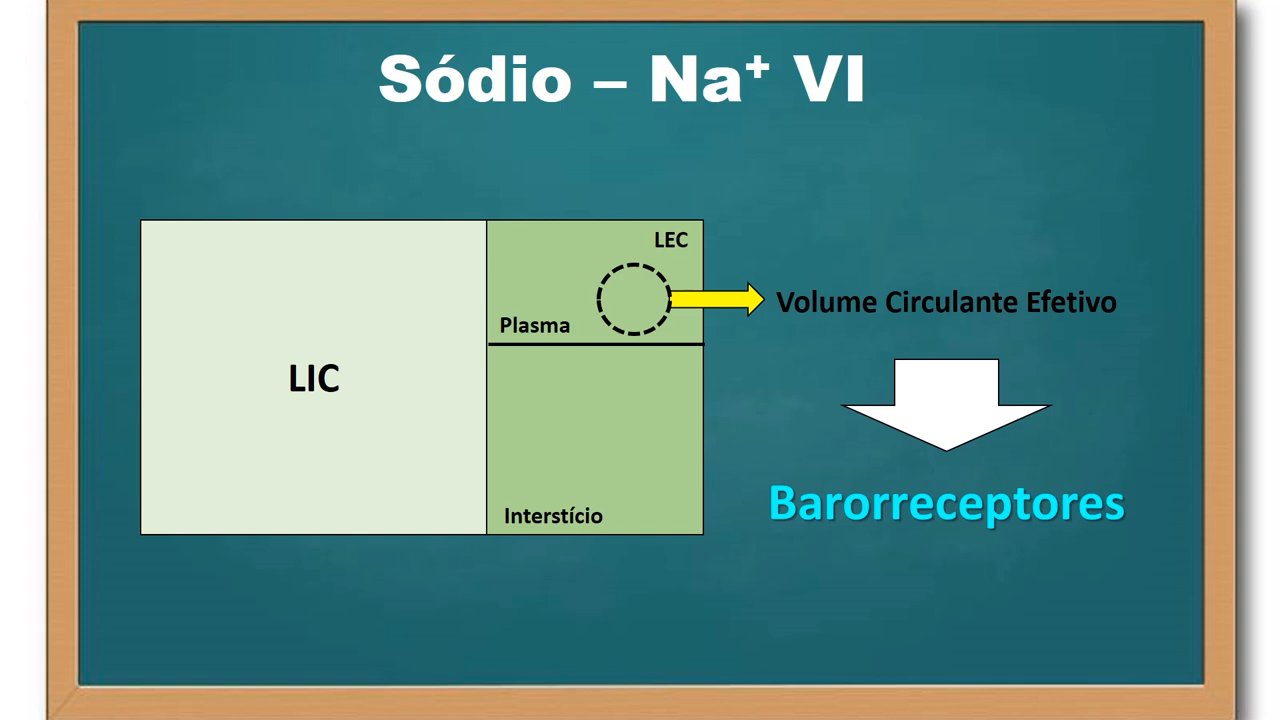 Sódio – Na⁺ VI
LEC
Plasma
Volume Circulante Efetivo
LIC
Interstício
Barorreceptores